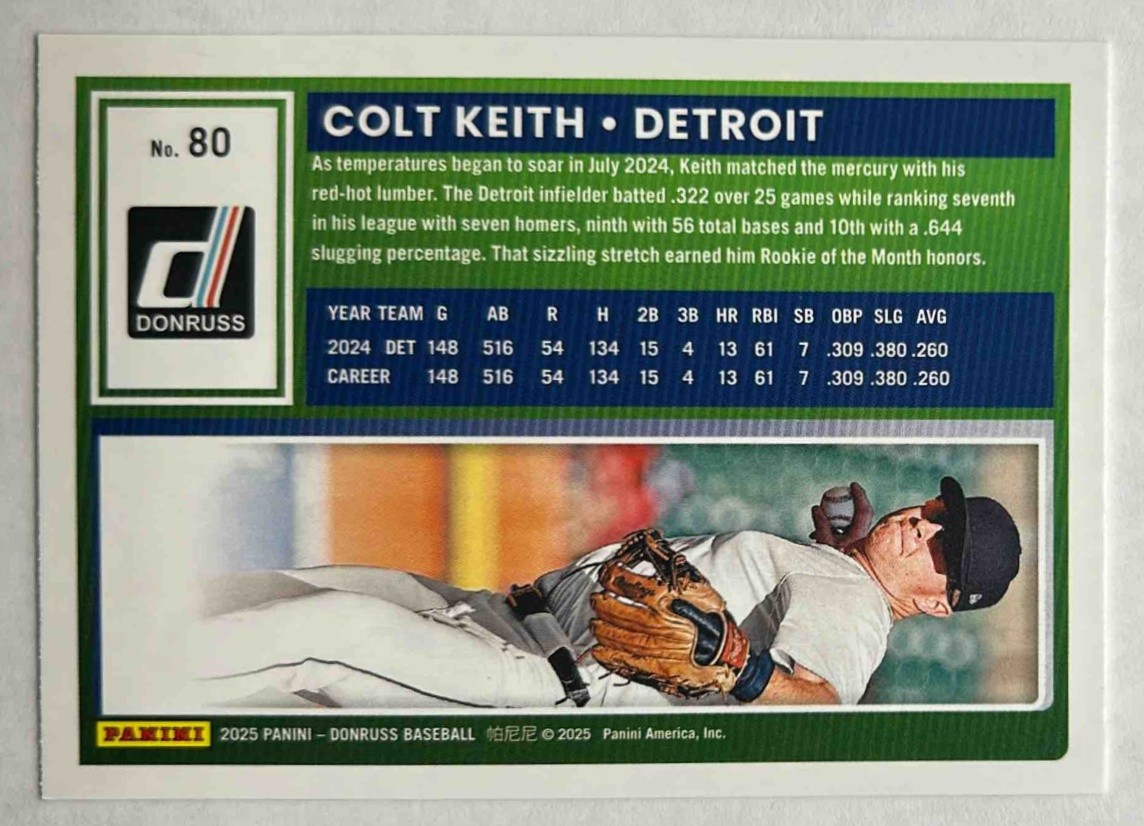 No. 80
DONRUSS
COLT KEITH • DETROIT
As temperatures began to soar in July 2024, Keith matched the mercury with his
red-hot lumber. The Detroit infielder batted .322 over 25 games while ranking seventh
in his league with seven homers, ninth with 56 total bases and 10th with a .644
slugging percentage. That sizzling stretch earned him Rookie of the Month honors.
YEAR TEAM G AB R H 2B 3B HR RBI SB OBP SLG AVG
2024 DET 148 516 54 134 15 4 13 61 7 .309 .380 .260
CAREER 148 516 54 134 15 4 13 61 7 .309 .380 .260
PANINI 2025 PANINI – DONRUSS BASEBALL 帕尼尼 © 2025 Panini America, Inc.